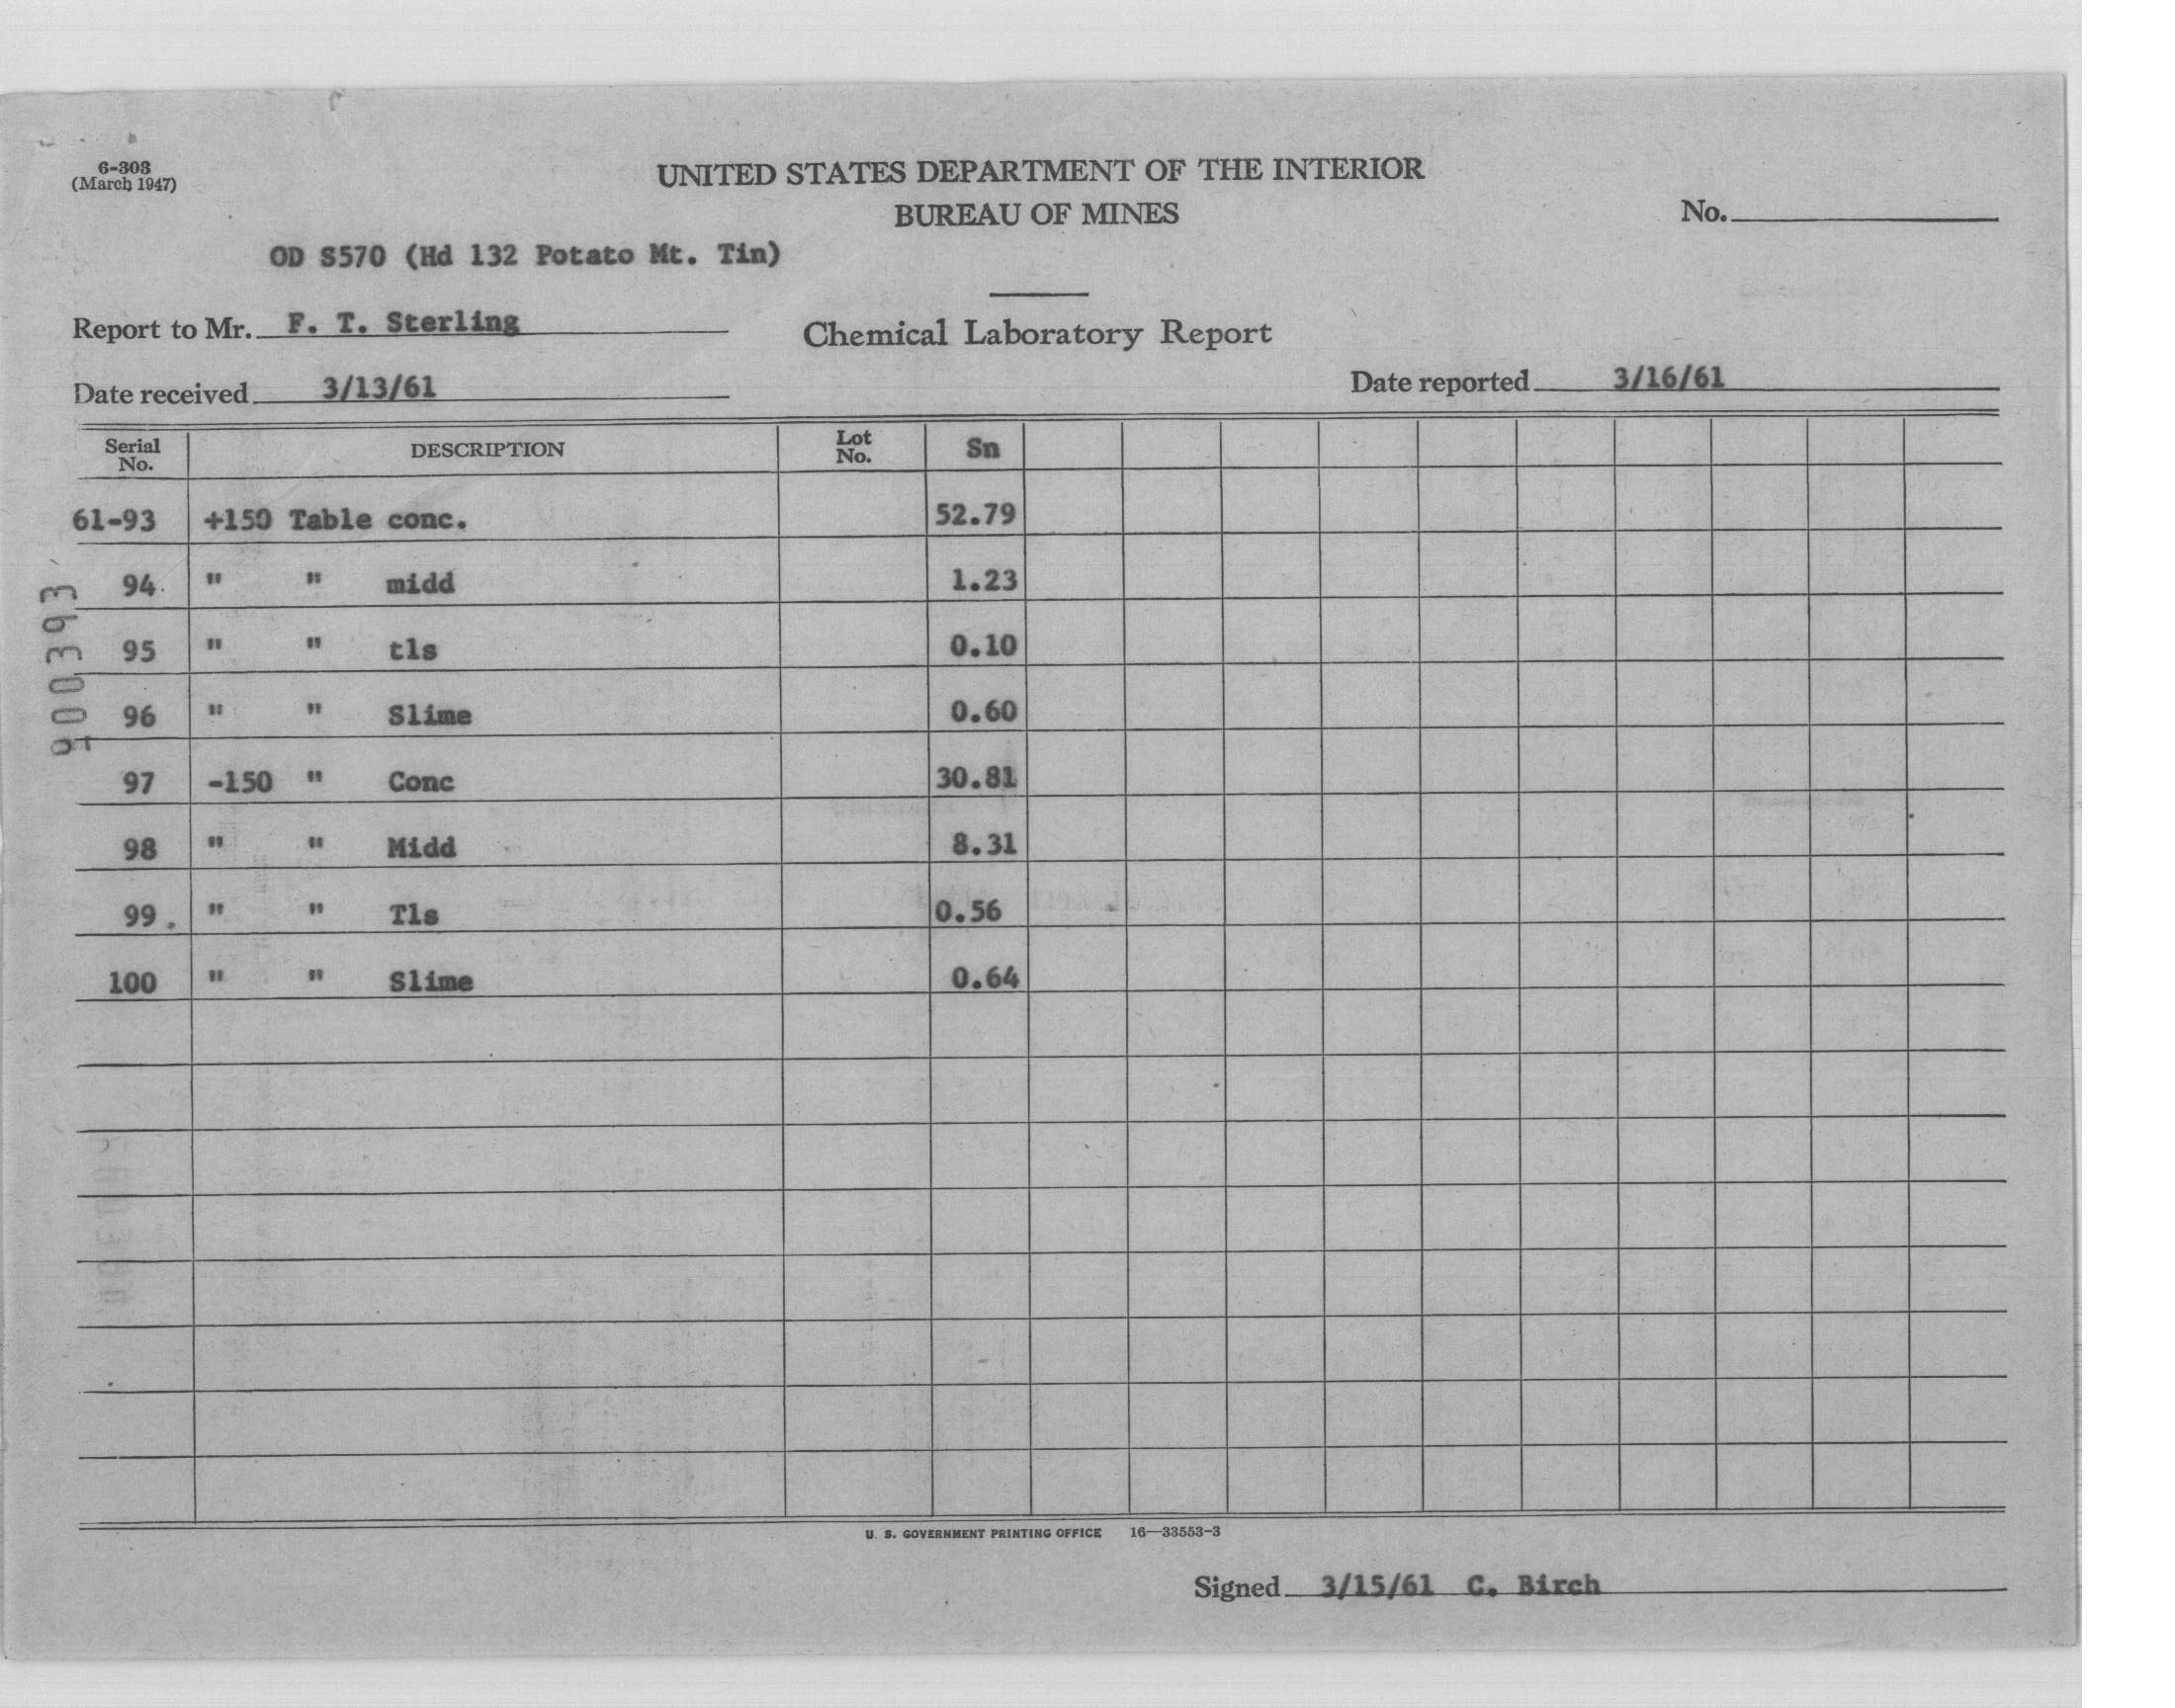 6-303
(March 1947)
UNITED STATES DEPARTMENT OF THE INTERIOR
BUREAU OF MINES
No.
OD S570 (Hd 132 Potato Mt. Tin)
Report to Mr. F. T. Sterling
Chemical Laboratory Report
Date received 3/13/61
Date reported 3/16/61
Serial No. DESCRIPTION Lot No. Sn
61-93 +150 Table conc. 52.79
94 " " midd 1.23
95 " " tls 0.10
96 " " Slime 0.60
97 -150 " Conc 30.81
98 " " Midd 8.31
99. " " Tls 0.56
100 " " Slime 0.64
900393
U. S. GOVERNMENT PRINTING OFFICE 16—33553-3
Signed 3/15/61 C. Birch